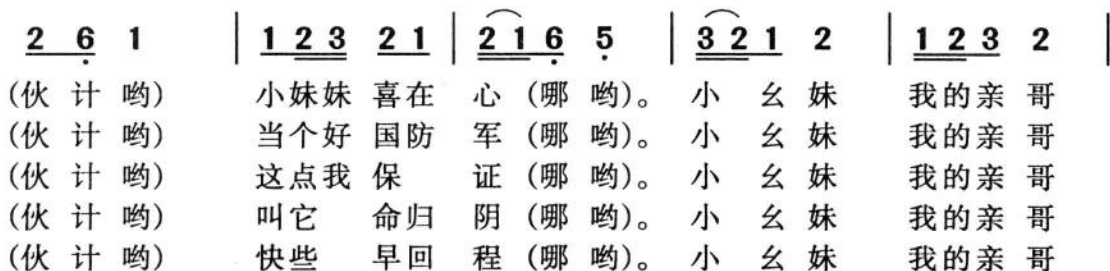 2 6 1 | 1 2 3 2 1 | 2 1 6 5 | 3 2 1 2 | 1 2 3 2 |
(伙 计 哟) 小妹妹 喜在 心 (哪 哟)。 小 幺 妹 我的亲 哥
(伙 计 哟) 当个好 国防 军 (哪 哟)。 小 幺 妹 我的亲 哥
(伙 计 哟) 这点我 保 证 (哪 哟)。 小 幺 妹 我的亲 哥
(伙 计 哟) 叫它 命归 阴 (哪 哟)。 小 幺 妹 我的亲 哥
(伙 计 哟) 快些 早回 程 (哪 哟)。 小 幺 妹 我的亲 哥